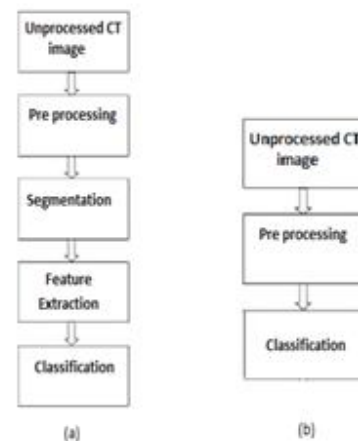 Unprocessed CT
image
Pre processing
Segmentation
Feature
Extraction
Classification
(a)
Unprocessed CT
image
Pre processing
Classification
(b)